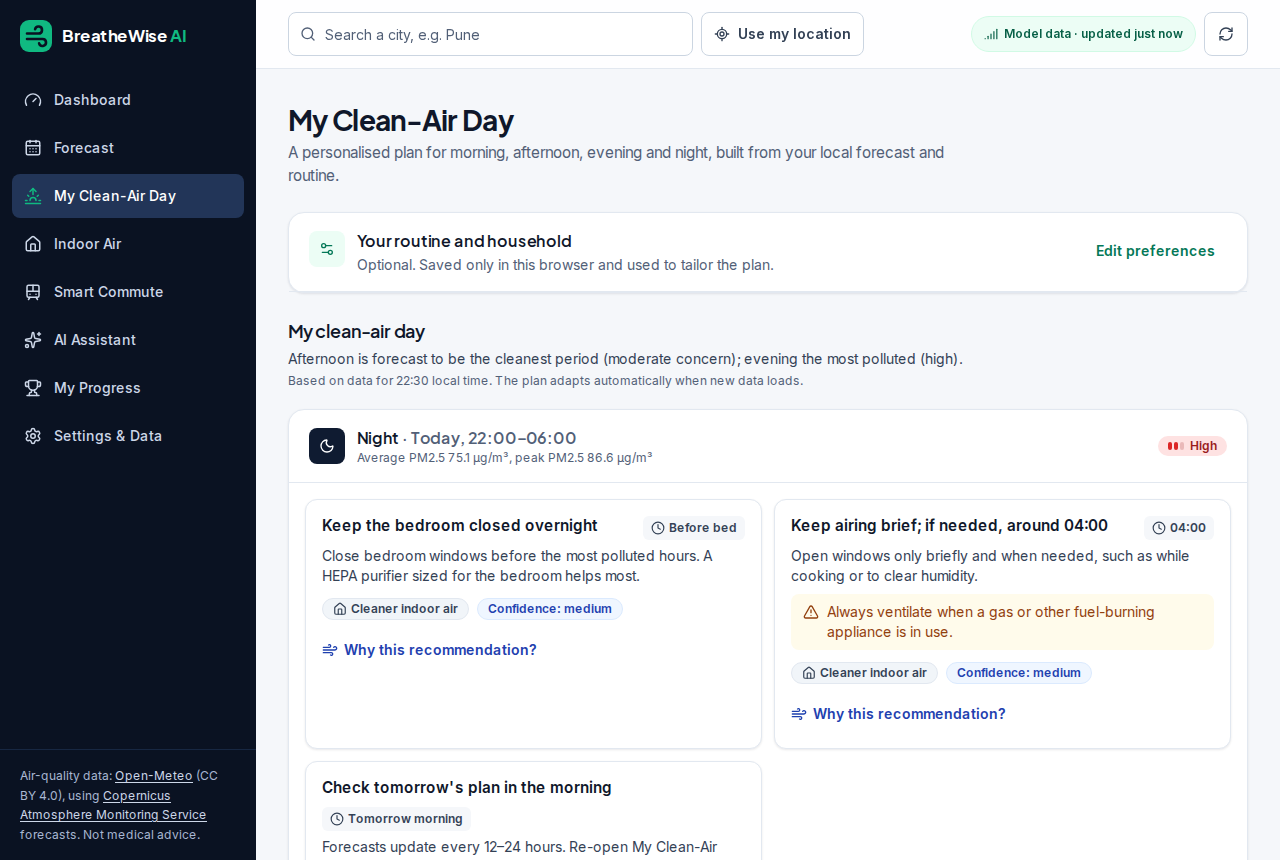 BreatheWise AI
Dashboard
Forecast
My Clean-Air Day
Indoor Air
Smart Commute
AI Assistant
My Progress
Settings & Data
Air-quality data: Open-Meteo (CC
BY 4.0), using Copernicus
Atmosphere Monitoring Service
forecasts. Not medical advice.
Search a city, e.g. Pune
Use my location
Model data · updated just now
My Clean-Air Day
A personalised plan for morning, afternoon, evening and night, built from your local forecast and
routine.
Your routine and household
Optional. Saved only in this browser and used to tailor the plan.
Edit preferences
My clean-air day
Afternoon is forecast to be the cleanest period (moderate concern); evening the most polluted (high).
Based on data for 22:30 local time. The plan adapts automatically when new data loads.
Night · Today, 22:00–06:00
Average PM2.5 75.1 µg/m³, peak PM2.5 86.6 µg/m³
High
Keep the bedroom closed overnight
Before bed
Close bedroom windows before the most polluted hours. A
HEPA purifier sized for the bedroom helps most.
Cleaner indoor air
Confidence: medium
Why this recommendation?
Keep airing brief; if needed, around 04:00
04:00
Open windows only briefly and when needed, such as while
cooking or to clear humidity.
Always ventilate when a gas or other fuel-burning
appliance is in use.
Cleaner indoor air
Confidence: medium
Why this recommendation?
Check tomorrow's plan in the morning
Tomorrow morning
Forecasts update every 12–24 hours. Re-open My Clean-Air